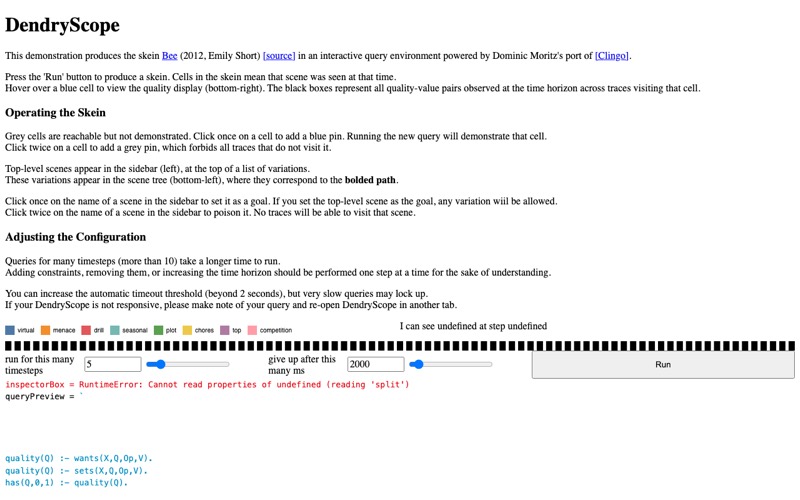 DendryScope
This demonstration produces the skein Bee (2012, Emily Short) [source] in an interactive query environment powered by Dominic Moritz's port of [Clingo].
Press the 'Run' button to produce a skein. Cells in the skein mean that scene was seen at that time.
Hover over a blue cell to view the quality display (bottom-right). The black boxes represent all quality-value pairs observed at the time horizon across traces visiting that cell.
Operating the Skein
Grey cells are reachable but not demonstrated. Click once on a cell to add a blue pin. Running the new query will demonstrate that cell.
Click twice on a cell to add a grey pin, which forbids all traces that do not visit it.
Top-level scenes appear in the sidebar (left), at the top of a list of variations.
These variations appear in the scene tree (bottom-left), where they correspond to the bolded path.
Click once on the name of a scene in the sidebar to set it as a goal. If you set the top-level scene as the goal, any variation wiil be allowed.
Click twice on the name of a scene in the sidebar to poison it. No traces will be able to visit that scene.
Adjusting the Configuration
Queries for many timesteps (more than 10) take a longer time to run.
Adding constraints, removing them, or increasing the time horizon should be performed one step at a time for the sake of understanding.
You can increase the automatic timeout threshold (beyond 2 seconds), but very slow queries may lock up.
If your DendryScope is not responsive, please make note of your query and re-open DendryScope in another tab.
virtual menace drill seasonal plot chores top competition
I can see undefined at step undefined
run for this many timesteps 5
give up after this many ms 2000
Run
inspectorBox = RuntimeError: Cannot read properties of undefined (reading 'split')
queryPreview = `
quality(Q) :- wants(X,Q,Op,V).
quality(Q) :- sets(X,Q,Op,V).
has(Q,0,1) :- quality(Q).